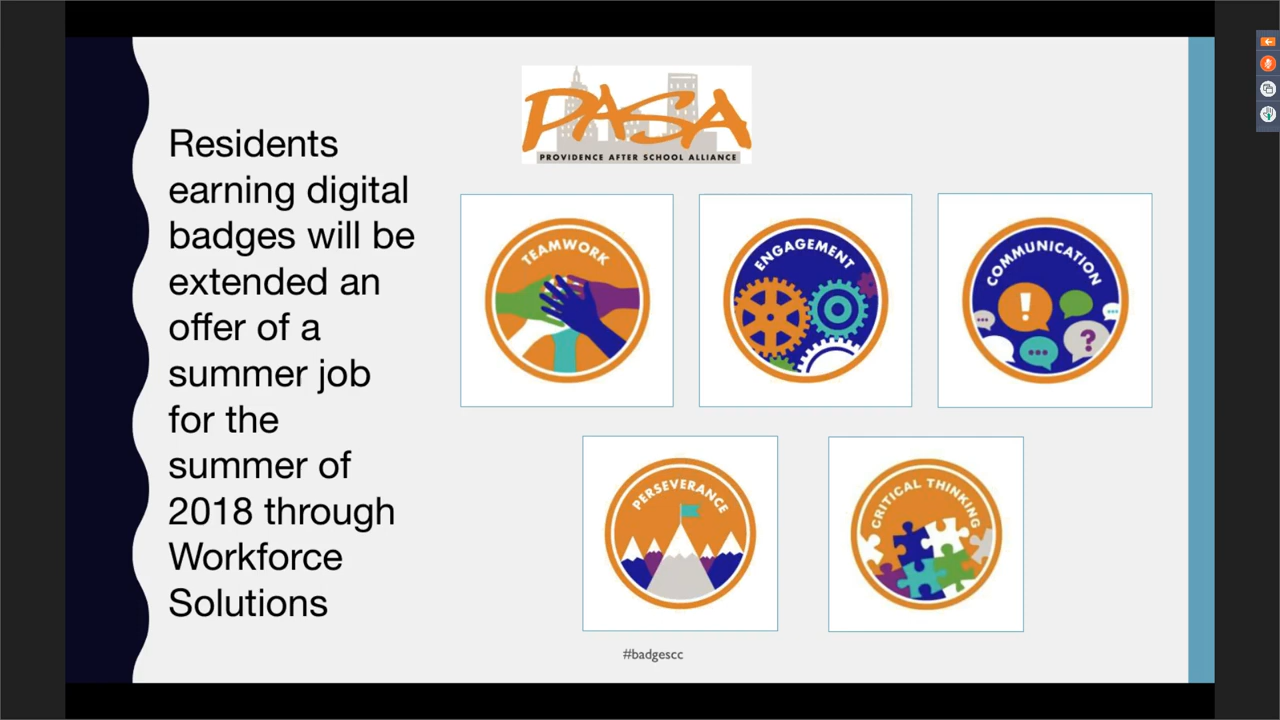 Residents
earning digital
badges will be
extended an
offer of a
summer job
for the
summer of
2018 through
Workforce
Solutions
PASA
PROVIDENCE AFTER SCHOOL ALLIANCE
TEAMWORK
ENGAGEMENT
COMMUNICATION
!
?
PERSEVERANCE
CRITICAL THINKING
#badgescc